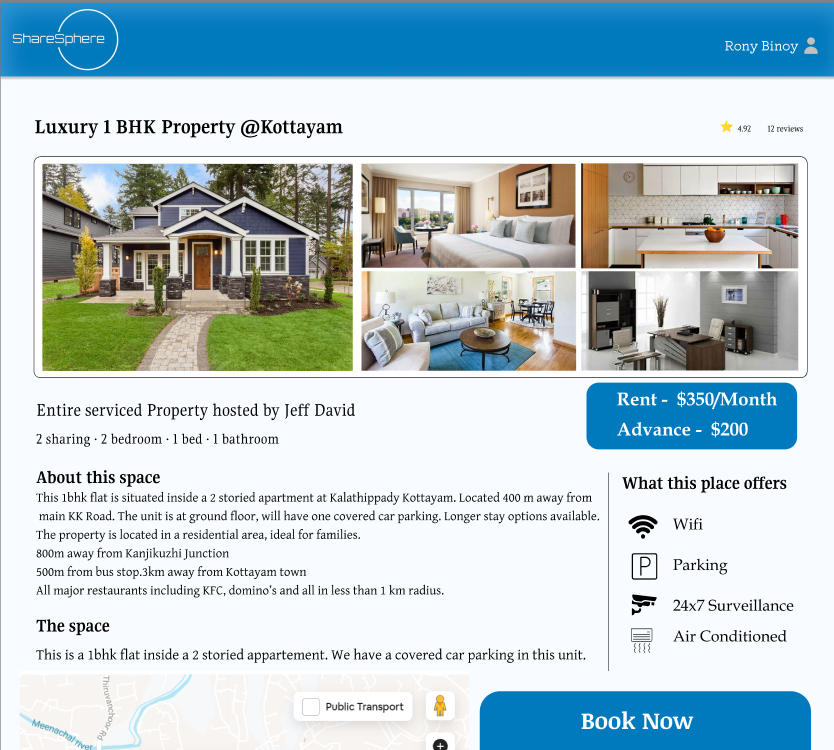 ShareSphere
Rony Binoy
Luxury 1 BHK Property @Kottayam
4.92 12 reviews
Entire serviced Property hosted by Jeff David
2 sharing · 2 bedroom · 1 bed · 1 bathroom
Rent - $350/Month
Advance - $200
About this space
This 1bhk flat is situated inside a 2 storied apartment at Kalathippady Kottayam. Located 400 m away from
main KK Road. The unit is at ground floor, will have one covered car parking. Longer stay options available.
The property is located in a residential area, ideal for families.
800m away from Kanjikuzhi Junction
500m from bus stop.3km away from Kottayam town
All major restaurants including KFC, domino's and all in less than 1 km radius.
The space
This is a 1bhk flat inside a 2 storied appartement. We have a covered car parking in this unit.
What this place offers
Wifi
P Parking
24x7 Surveillance
Air Conditioned
Thiruvanchoor Rd
Meenachal river
Public Transport
Book Now